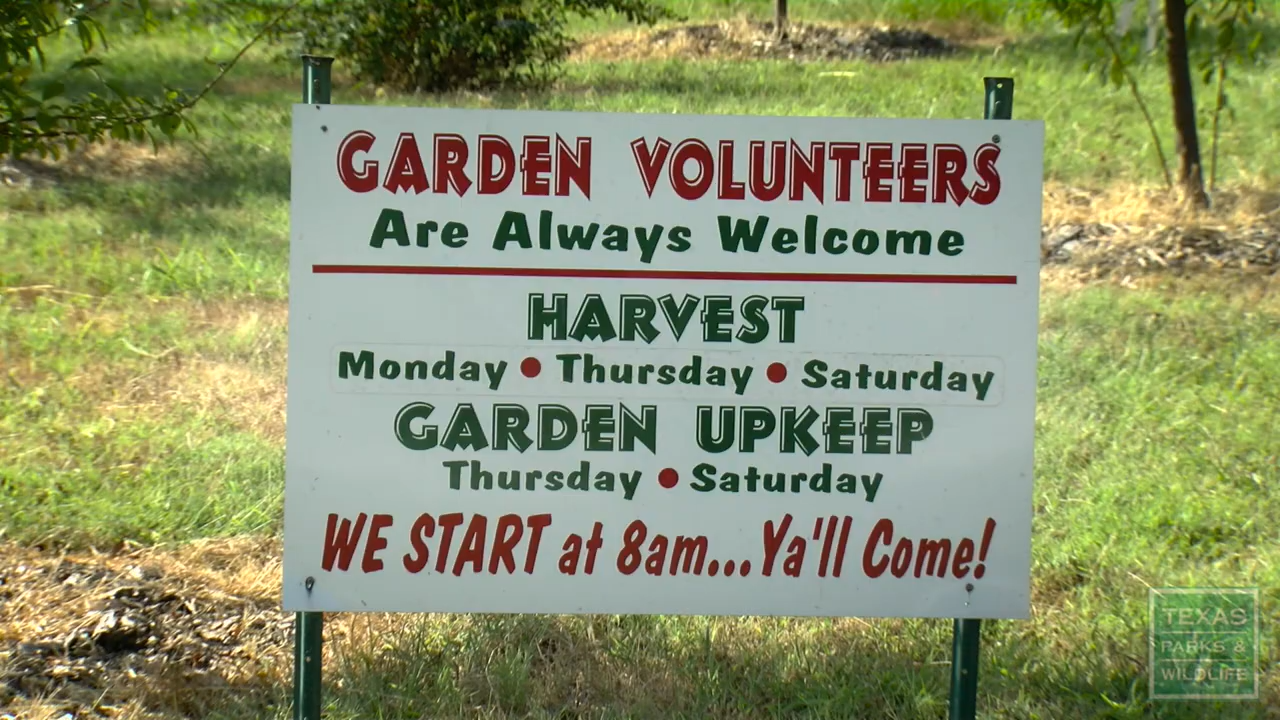 GARDEN VOLUNTEERS
Are Always Welcome
HARVEST
Monday • Thursday • Saturday
GARDEN UPKEEP
Thursday • Saturday
WE START at 8am...Ya'll Come!
TEXAS
PARKS &
WILDLIFE